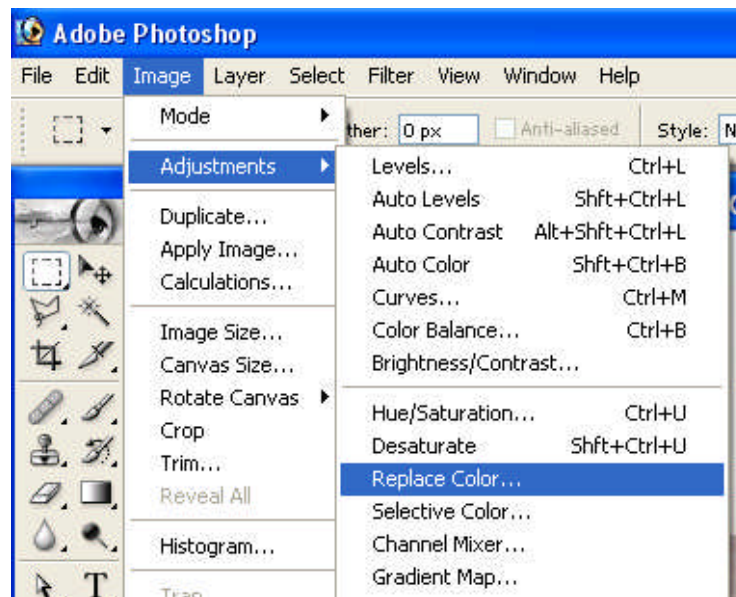 Adobe Photoshop
File Edit Image Layer Select Filter View Window Help
ther: 0 px Anti-aliased Style: N
Mode
Adjustments
Duplicate...
Apply Image...
Calculations...
Image Size...
Canvas Size...
Rotate Canvas
Crop
Trim...
Reveal All
Histogram...
Trap
Levels... Ctrl+L
Auto Levels Shft+Ctrl+L
Auto Contrast Alt+Shft+Ctrl+L
Auto Color Shft+Ctrl+B
Curves... Ctrl+M
Color Balance... Ctrl+B
Brightness/Contrast...
Hue/Saturation... Ctrl+U
Desaturate Shft+Ctrl+U
Replace Color...
Selective Color...
Channel Mixer...
Gradient Map...
T